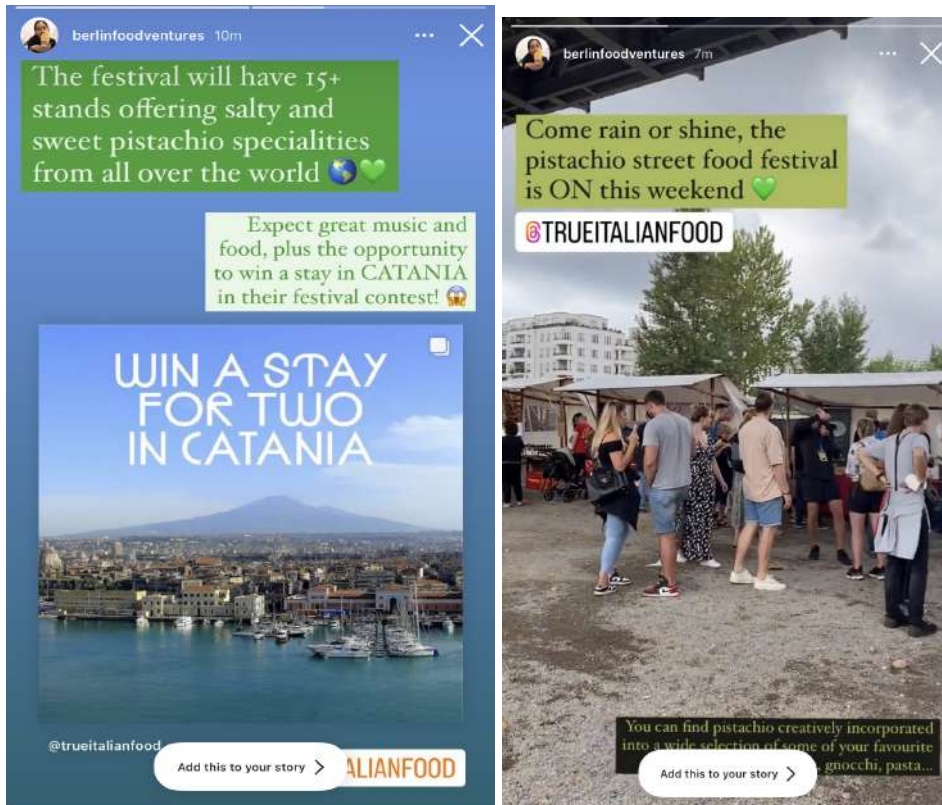 berlinfoodventures 10m
The festival will have 15+
stands offering salty and
sweet pistachio specialities
from all over the world 🌎💚
Expect great music and
food, plus the opportunity
to win a stay in CATANIA
in their festival contest! 😱
WIN A STAY
FOR TWO
IN CATANIA
@trueitalianfood
Add this to your story >
ALIANFOOD
berlinfoodventures 7m
Come rain or shine, the
pistachio street food festival
is ON this weekend 💚
@TRUEITALIANFOOD
You can find pistachio creatively incorporated
into a wide selection of some of your favourite
, gnocchi, pasta...
Add this to your story >